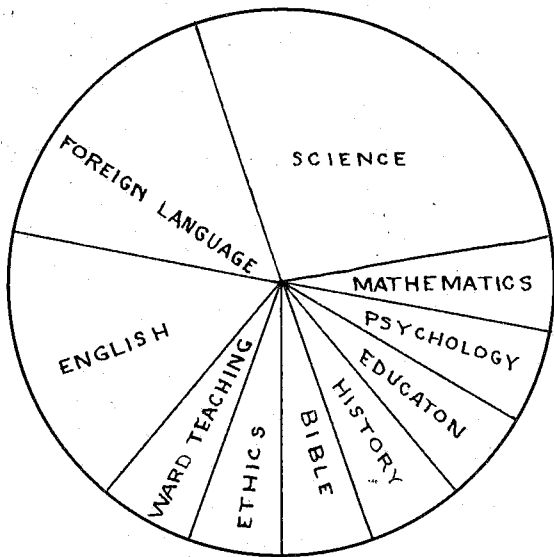 SCIENCE
FOREIGN LANGUAGE
MATHEMATICS
PSYCHOLOGY
ENGLISH
EDUCATON
HISTORY
WARD TEACHING
ETHICS
BIBLE